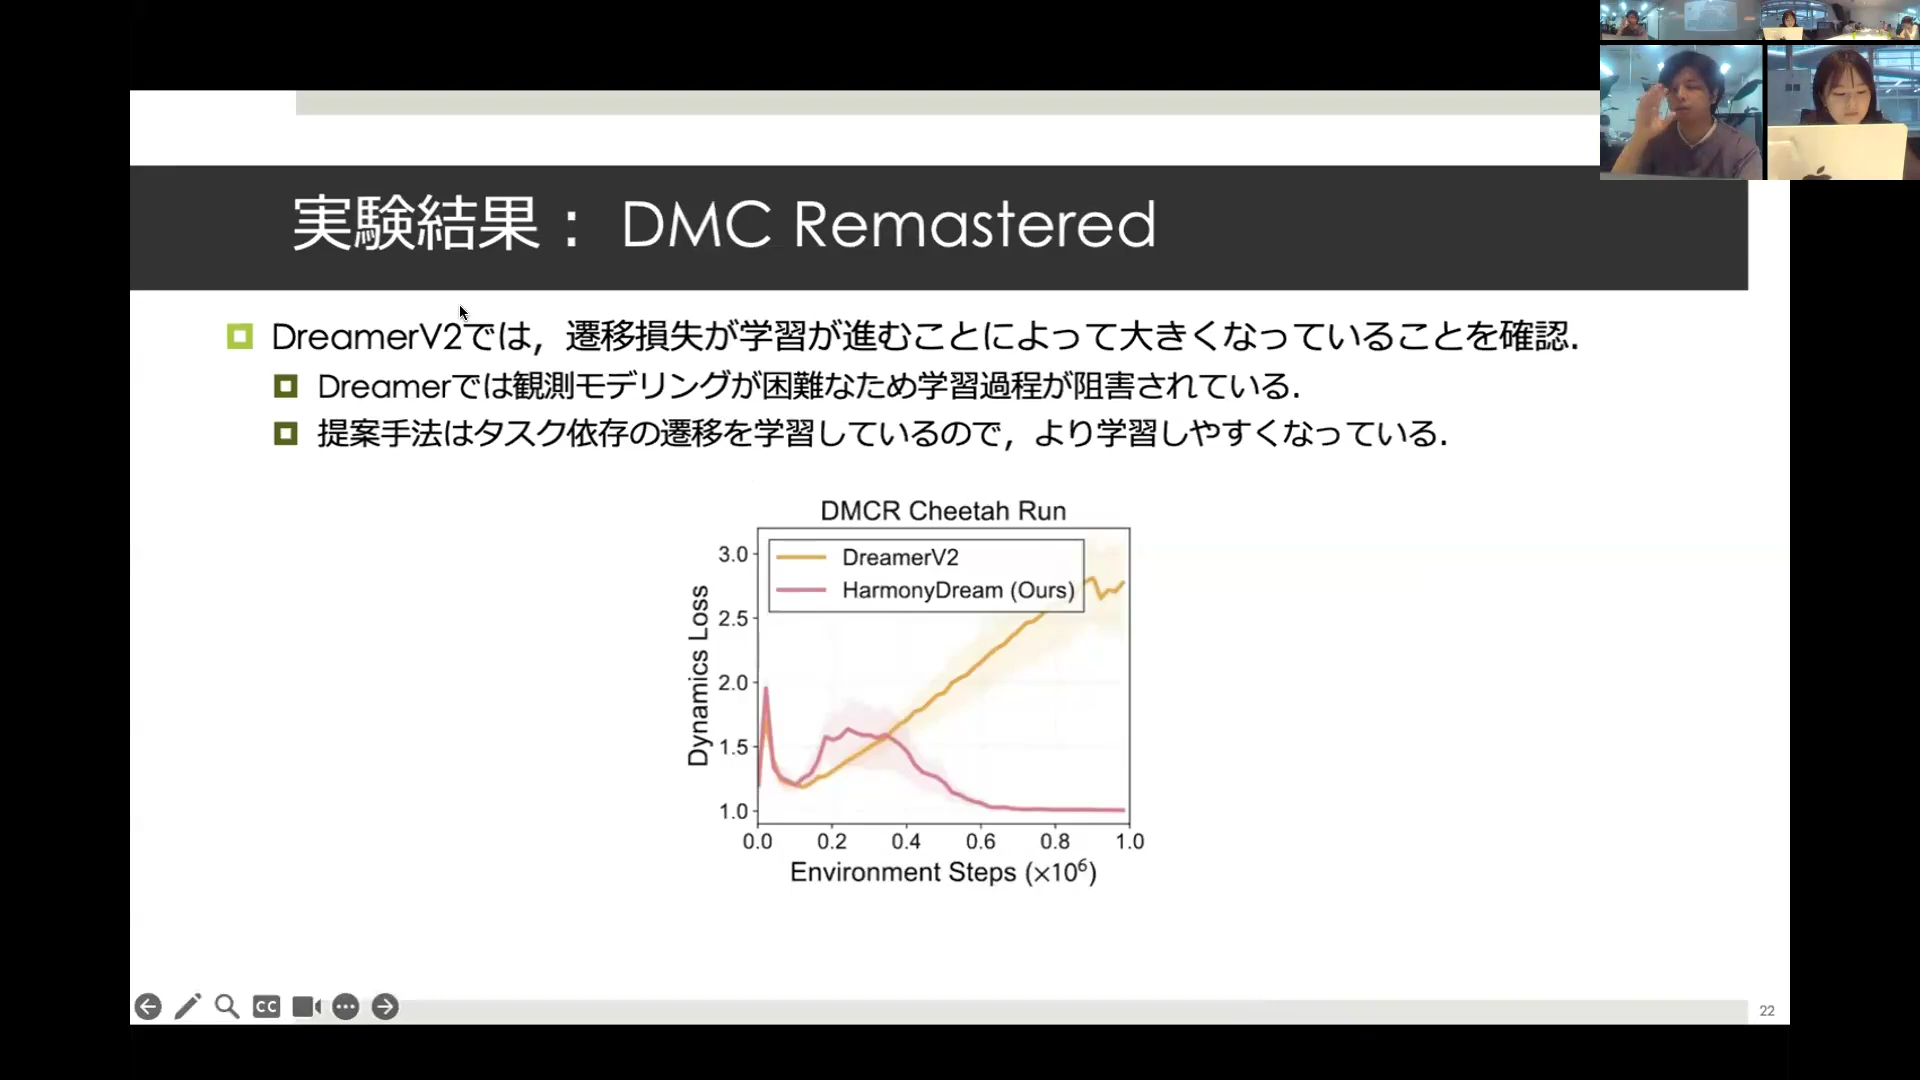 実験結果： DMC Remastered
DreamerV2では，遷移損失が学習が進むことによって大きくなっていることを確認．
Dreamerでは観測モデリングが困難なため学習過程が阻害されている．
提案手法はタスク依存の遷移を学習しているので，より学習しやすくなっている．
DMCR Cheetah Run
DreamerV2
HarmonyDream (Ours)
Dynamics Loss
3.0
2.5
2.0
1.5
1.0
0.0 0.2 0.4 0.6 0.8 1.0
Environment Steps (×10⁶)
CC
22